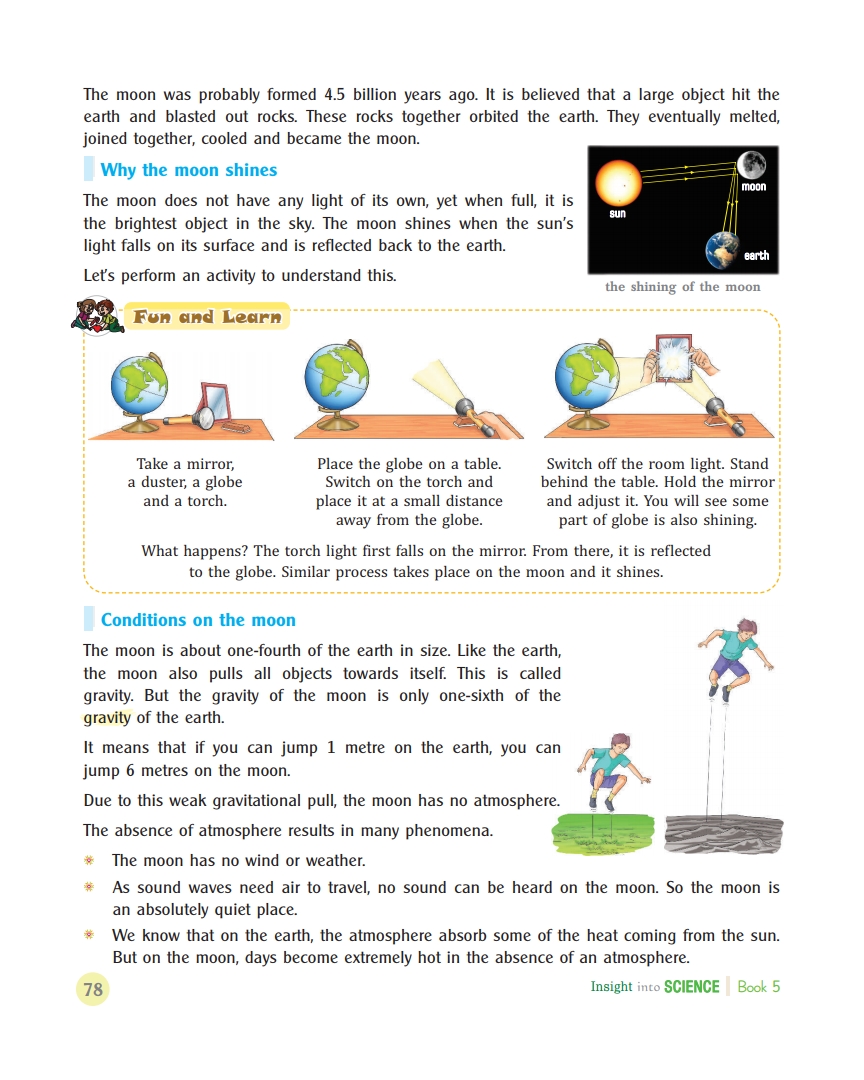 The moon was probably formed 4.5 billion years ago. It is believed that a large object hit the
earth and blasted out rocks. These rocks together orbited the earth. They eventually melted,
joined together, cooled and became the moon.
Why the moon shines
The moon does not have any light of its own, yet when full, it is
the brightest object in the sky. The moon shines when the sun's
light falls on its surface and is reflected back to the earth.
Let's perform an activity to understand this.
sun
moon
earth
the shining of the moon
Fun and Learn
Take a mirror,
a duster, a globe
and a torch.
Place the globe on a table.
Switch on the torch and
place it at a small distance
away from the globe.
Switch off the room light. Stand
behind the table. Hold the mirror
and adjust it. You will see some
part of globe is also shining.
What happens? The torch light first falls on the mirror. From there, it is reflected
to the globe. Similar process takes place on the moon and it shines.
Conditions on the moon
The moon is about one-fourth of the earth in size. Like the earth,
the moon also pulls all objects towards itself. This is called
gravity. But the gravity of the moon is only one-sixth of the
gravity of the earth.
It means that if you can jump 1 metre on the earth, you can
jump 6 metres on the moon.
Due to this weak gravitational pull, the moon has no atmosphere.
The absence of atmosphere results in many phenomena.
The moon has no wind or weather.
As sound waves need air to travel, no sound can be heard on the moon. So the moon is
an absolutely quiet place.
We know that on the earth, the atmosphere absorb some of the heat coming from the sun.
But on the moon, days become extremely hot in the absence of an atmosphere.
78
Insight into SCIENCE Book 5